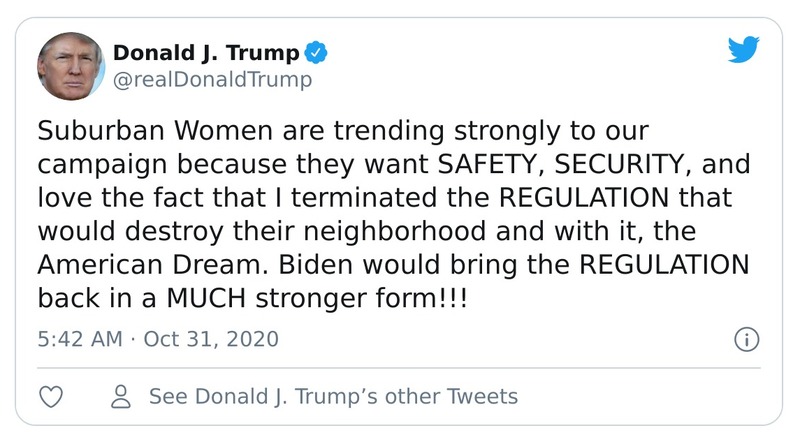 Donald J. Trump
@realDonaldTrump
Suburban Women are trending strongly to our
campaign because they want SAFETY, SECURITY, and
love the fact that I terminated the REGULATION that
would destroy their neighborhood and with it, the
American Dream. Biden would bring the REGULATION
back in a MUCH stronger form!!!
5:42 AM · Oct 31, 2020
See Donald J. Trump’s other Tweets